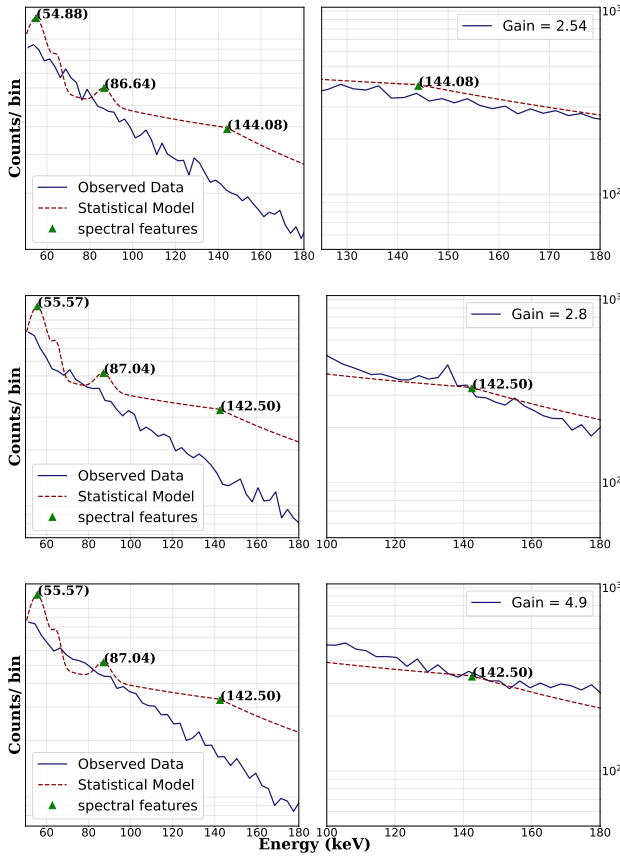 (54.88)
(86.64)
(144.08)
Counts/ bin
Observed Data
Statistical Model
spectral features
60 80 100 120 140 160 180
Gain = 2.54
(144.08)
10³
10²
130 140 150 160 170 180
(55.57)
(87.04)
(142.50)
Counts/ bin
Observed Data
Statistical Model
spectral features
60 80 100 120 140 160 180
Gain = 2.8
(142.50)
10³
10²
100 120 140 160 180
(55.57)
(87.04)
(142.50)
Counts/ bin
Observed Data
Statistical Model
spectral features
60 80 100 120 140 160 180
Gain = 4.9
(142.50)
10³
10²
100 120 140 160 180
Energy (keV)